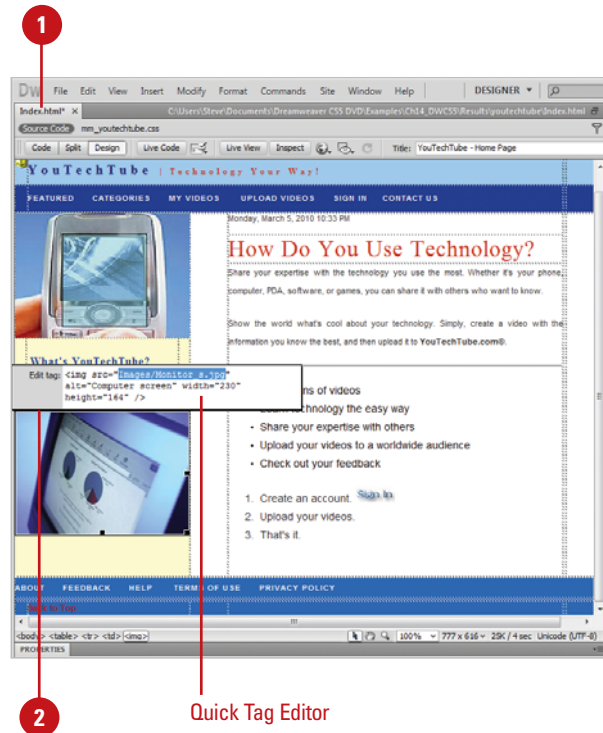 1
DW File Edit View Insert Modify Format Commands Site Window Help DESIGNER
Index.html* × C:\Users\Steve\Documents\Dreamweaver CS5 DVD\Examples\Ch14_DWCS5\Results\youtechtube\Index.html
Source Code mm_youtechtube.css
Code Split Design Live Code Live View Inspect Title: YouTechTube - Home Page
YouTechTube | Technology Your Way!
FEATURED CATEGORIES MY VIDEOS UPLOAD VIDEOS SIGN IN CONTACT US
Monday, March 5, 2010 10:33 PM
How Do You Use Technology?
Share your expertise with the technology you use the most. Whether it's your phone,
computer, PDA, software, or games, you can share it with others who want to know.
Show the world what's cool about your technology. Simply, create a video with the
information you know the best, and then upload it to YouTechTube.com®.
What's YouTechTube?
Edit tag: <img src="Images/Monitor_s.jpg"
alt="Computer screen" width="230"
height="164" />
ns of videos
technology the easy way
• Share your expertise with others
• Upload your videos to a worldwide audience
• Check out your feedback
1. Create an account. Sign In
2. Upload your videos.
3. That's it.
ABOUT FEEDBACK HELP TERMS OF USE PRIVACY POLICY
Back to Top
<body> <table> <tr> <td> <img> 100% 777 x 616 25K / 4 sec Unicode (UTF-8)
PROPERTIES
2
Quick Tag Editor